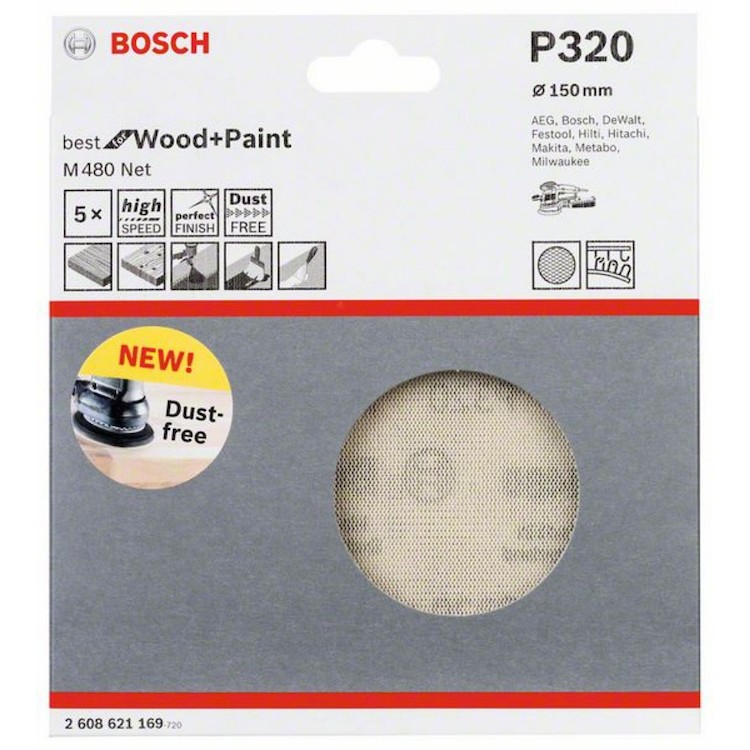 BOSCH
P320
Ø 150 mm
AEG, Bosch, DeWalt,
Festool, Hilti, Hitachi,
Makita, Metabo,
Milwaukee
best for Wood+Paint
M 480 Net
5×
high
SPEED
perfect
FINISH
Dust
FREE
NEW!
Dust-
free
2 608 621 169-720